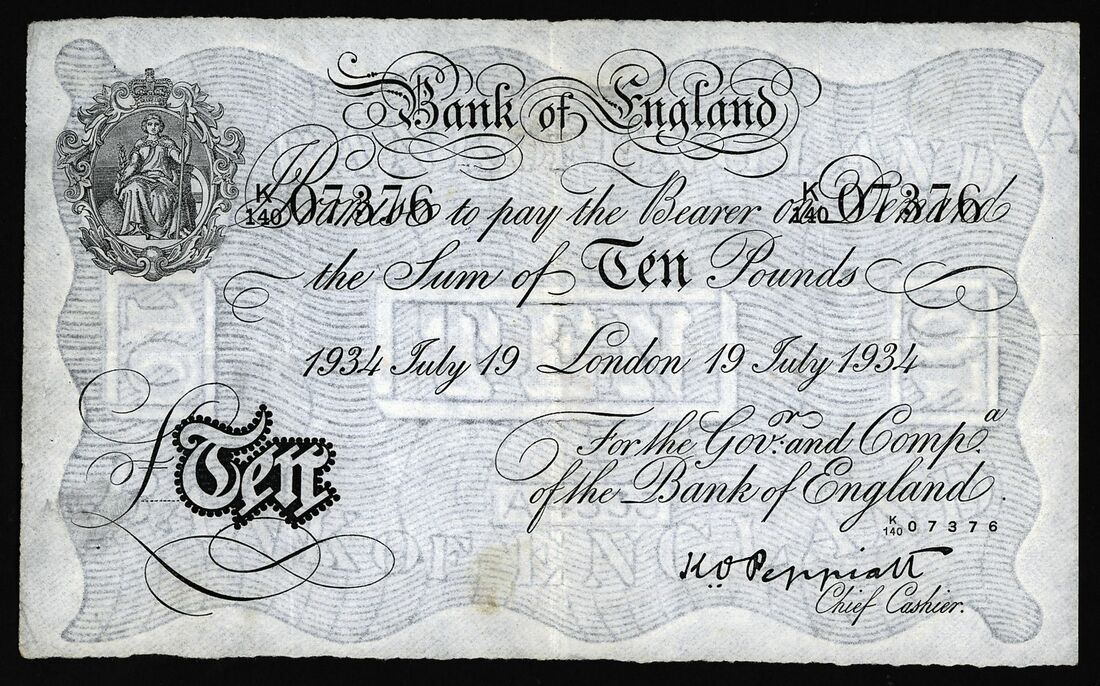 Bank of England
K
140 07376 K
140 07376
I Promise to pay the Bearer on Demand
the Sum of Ten Pounds
1934 July 19 London 19 July 1934
For the Govr: and Compa.
of the Bank of England.
£Ten
K
140 07376
K.O. Peppiatt
Chief Cashier.
TEN